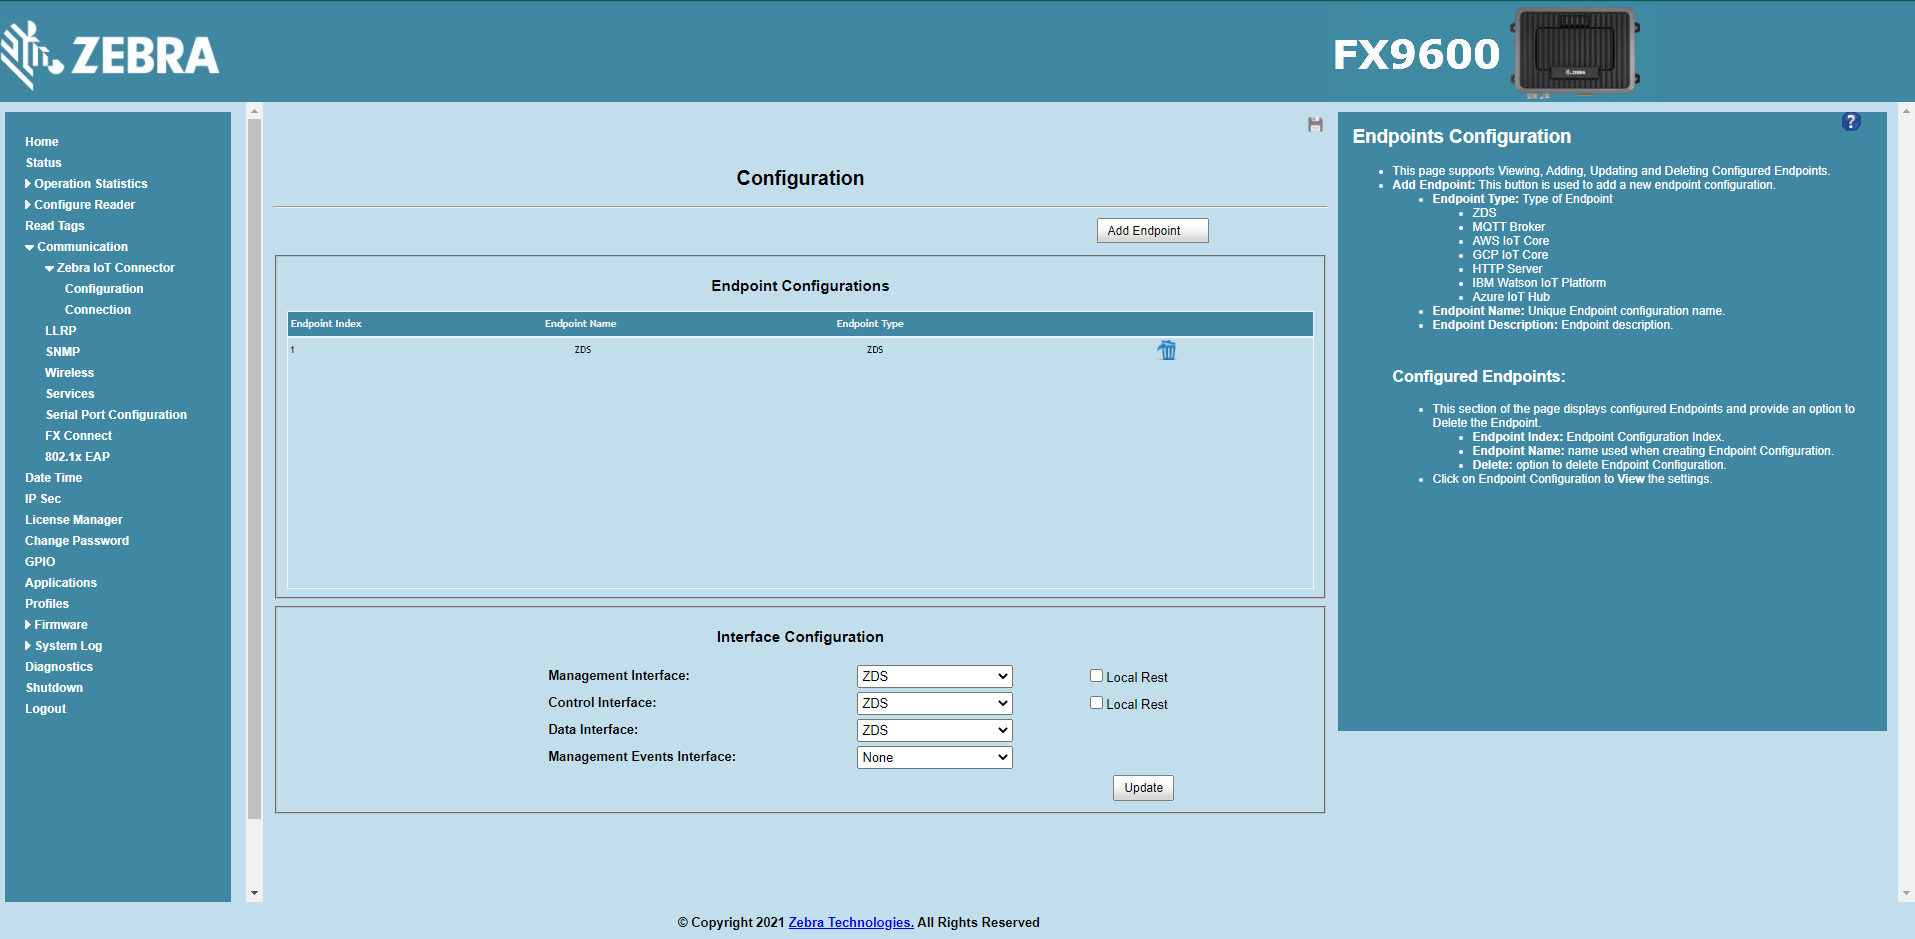 ZEBRA
FX9600
Home
Status
Operation Statistics
Configure Reader
Read Tags
Communication
Zebra IoT Connector
Configuration
Connection
LLRP
SNMP
Wireless
Services
Serial Port Configuration
FX Connect
802.1x EAP
Date Time
IP Sec
License Manager
Change Password
GPIO
Applications
Profiles
Firmware
System Log
Diagnostics
Shutdown
Logout
Configuration
Add Endpoint
Endpoint Configurations
Endpoint Index Endpoint Name Endpoint Type
1 ZDS ZDS
Interface Configuration
Management Interface: ZDS Local Rest
Control Interface: ZDS Local Rest
Data Interface: ZDS
Management Events Interface: None
Update
?
Endpoints Configuration
This page supports Viewing, Adding, Updating and Deleting Configured Endpoints.
Add Endpoint: This button is used to add a new endpoint configuration.
Endpoint Type: Type of Endpoint
ZDS
MQTT Broker
AWS IoT Core
GCP IoT Core
HTTP Server
IBM Watson IoT Platform
Azure IoT Hub
Endpoint Name: Unique Endpoint configuration name.
Endpoint Description: Endpoint description.
Configured Endpoints:
This section of the page displays configured Endpoints and provide an option to
Delete the Endpoint.
Endpoint Index: Endpoint Configuration Index.
Endpoint Name: name used when creating Endpoint Configuration.
Delete: option to delete Endpoint Configuration.
Click on Endpoint Configuration to View the settings.
© Copyright 2021 Zebra Technologies. All Rights Reserved